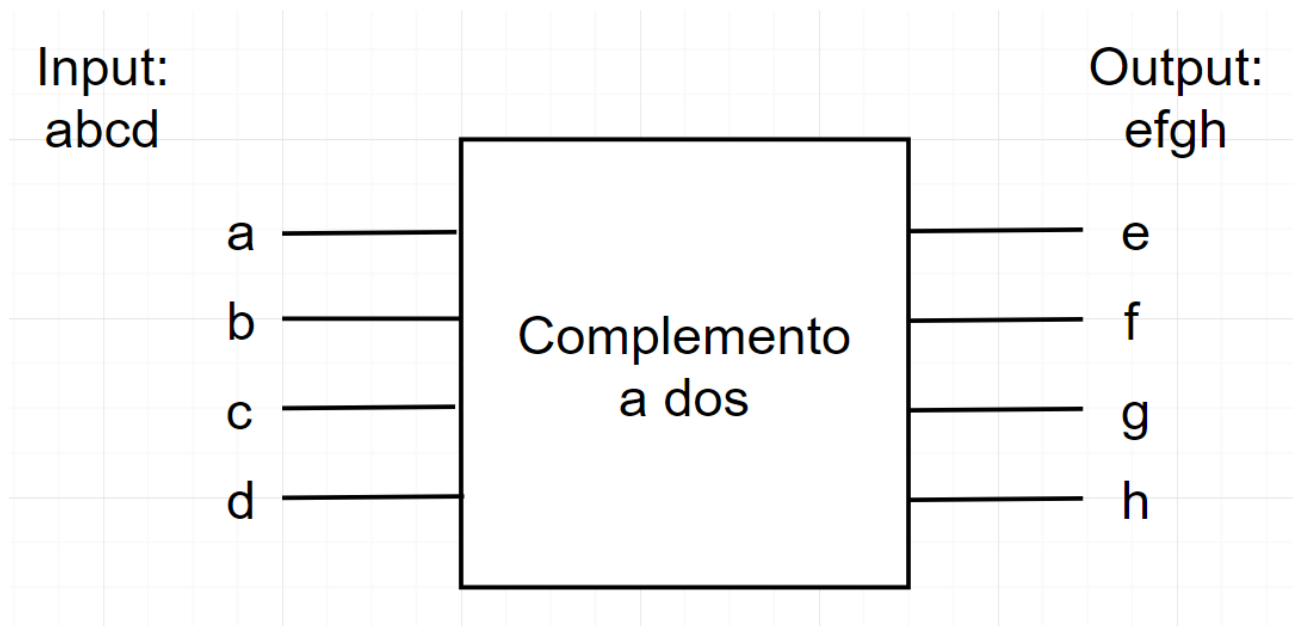 Input:
abcd
Output:
efgh
a
b
c
d
Complemento
a dos
e
f
g
h